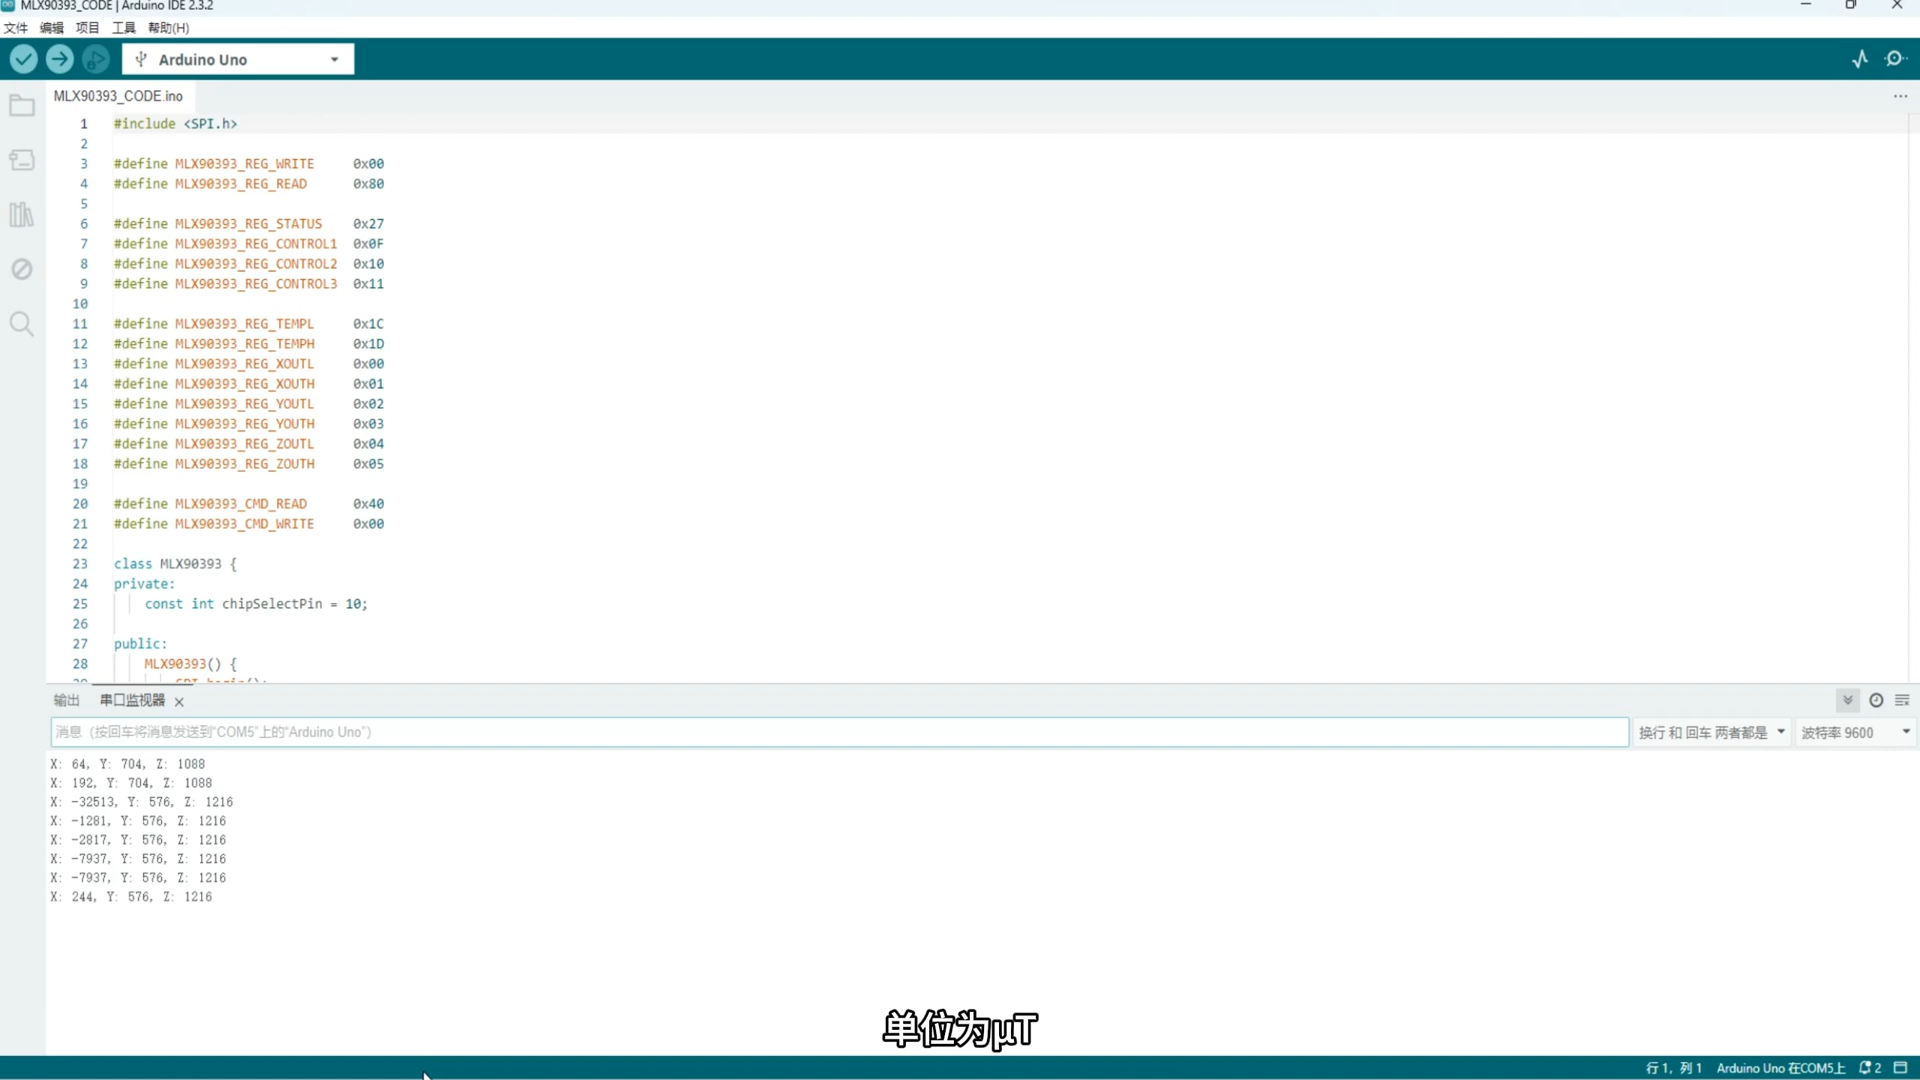 MLX90393_CODE | Arduino IDE 2.3.2
文件 编辑 项目 工具 帮助(H)
Arduino Uno
MLX90393_CODE.ino
1 #include <SPI.h>
2
3 #define MLX90393_REG_WRITE 0x00
4 #define MLX90393_REG_READ 0x80
5
6 #define MLX90393_REG_STATUS 0x27
7 #define MLX90393_REG_CONTROL1 0x0F
8 #define MLX90393_REG_CONTROL2 0x10
9 #define MLX90393_REG_CONTROL3 0x11
10
11 #define MLX90393_REG_TEMPL 0x1C
12 #define MLX90393_REG_TEMPH 0x1D
13 #define MLX90393_REG_XOUTL 0x00
14 #define MLX90393_REG_XOUTH 0x01
15 #define MLX90393_REG_YOUTL 0x02
16 #define MLX90393_REG_YOUTH 0x03
17 #define MLX90393_REG_ZOUTL 0x04
18 #define MLX90393_REG_ZOUTH 0x05
19
20 #define MLX90393_CMD_READ 0x40
21 #define MLX90393_CMD_WRITE 0x00
22
23 class MLX90393 {
24 private:
25 const int chipSelectPin = 10;
26
27 public:
28 MLX90393() {
输出 串口监视器
消息（按回车将消息发送到“COM5”上的“Arduino Uno”） 换行 和 回车 两者都是 波特率 9600
X: 64, Y: 704, Z: 1088
X: 192, Y: 704, Z: 1088
X: -32513, Y: 576, Z: 1216
X: -1281, Y: 576, Z: 1216
X: -2817, Y: 576, Z: 1216
X: -7937, Y: 576, Z: 1216
X: -7937, Y: 576, Z: 1216
X: 244, Y: 576, Z: 1216
单位为μT
行 1，列 1 Arduino Uno 在COM5上 2